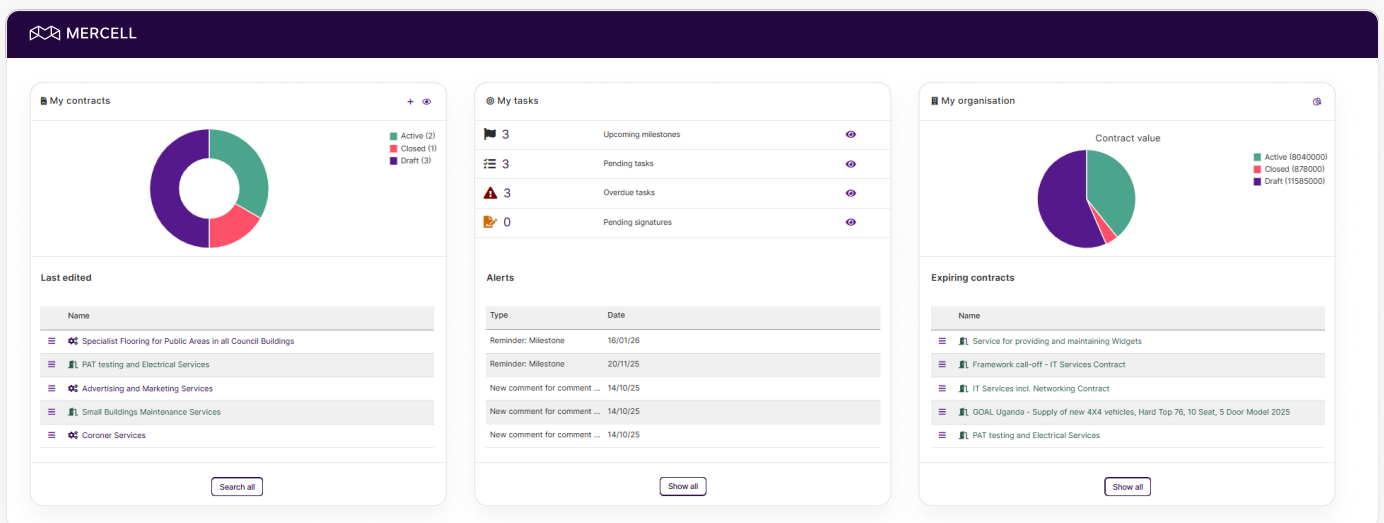 MERCELL
My contracts
Active (2)
Closed (1)
Draft (3)
Last edited
Name
Specialist Flooring for Public Areas in all Council Buildings
PAT testing and Electrical Services
Advertising and Marketing Services
Small Buildings Maintenance Services
Coroner Services
Search all
My tasks
3 Upcoming milestones
3 Pending tasks
3 Overdue tasks
0 Pending signatures
Alerts
Type Date
Reminder: Milestone 16/01/26
Reminder: Milestone 20/11/25
New comment for comment ... 14/10/25
New comment for comment ... 14/10/25
New comment for comment ... 14/10/25
Show all
My organisation
Contract value
Active (8040000)
Closed (878000)
Draft (11585000)
Expiring contracts
Name
Service for providing and maintaining Widgets
Framework call-off - IT Services Contract
IT Services incl. Networking Contract
GOAL Uganda - Supply of new 4X4 vehicles, Hard Top 76, 10 Seat, 5 Door Model 2025
PAT testing and Electrical Services
Show all